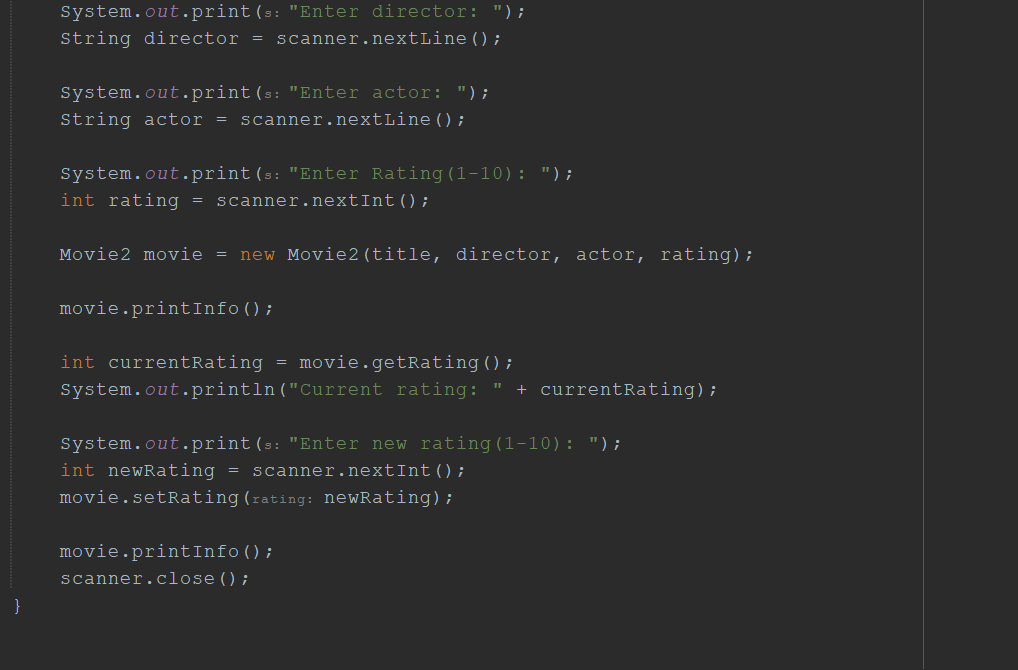 System.out.print(s: "Enter director: ");
String director = scanner.nextLine();
System.out.print(s: "Enter actor: ");
String actor = scanner.nextLine();
System.out.print(s: "Enter Rating(1-10): ");
int rating = scanner.nextInt();
Movie2 movie = new Movie2(title, director, actor, rating);
movie.printInfo();
int currentRating = movie.getRating();
System.out.println("Current rating: " + currentRating);
System.out.print(s: "Enter new rating(1-10): ");
int newRating = scanner.nextInt();
movie.setRating(rating: newRating);
movie.printInfo();
scanner.close();
}